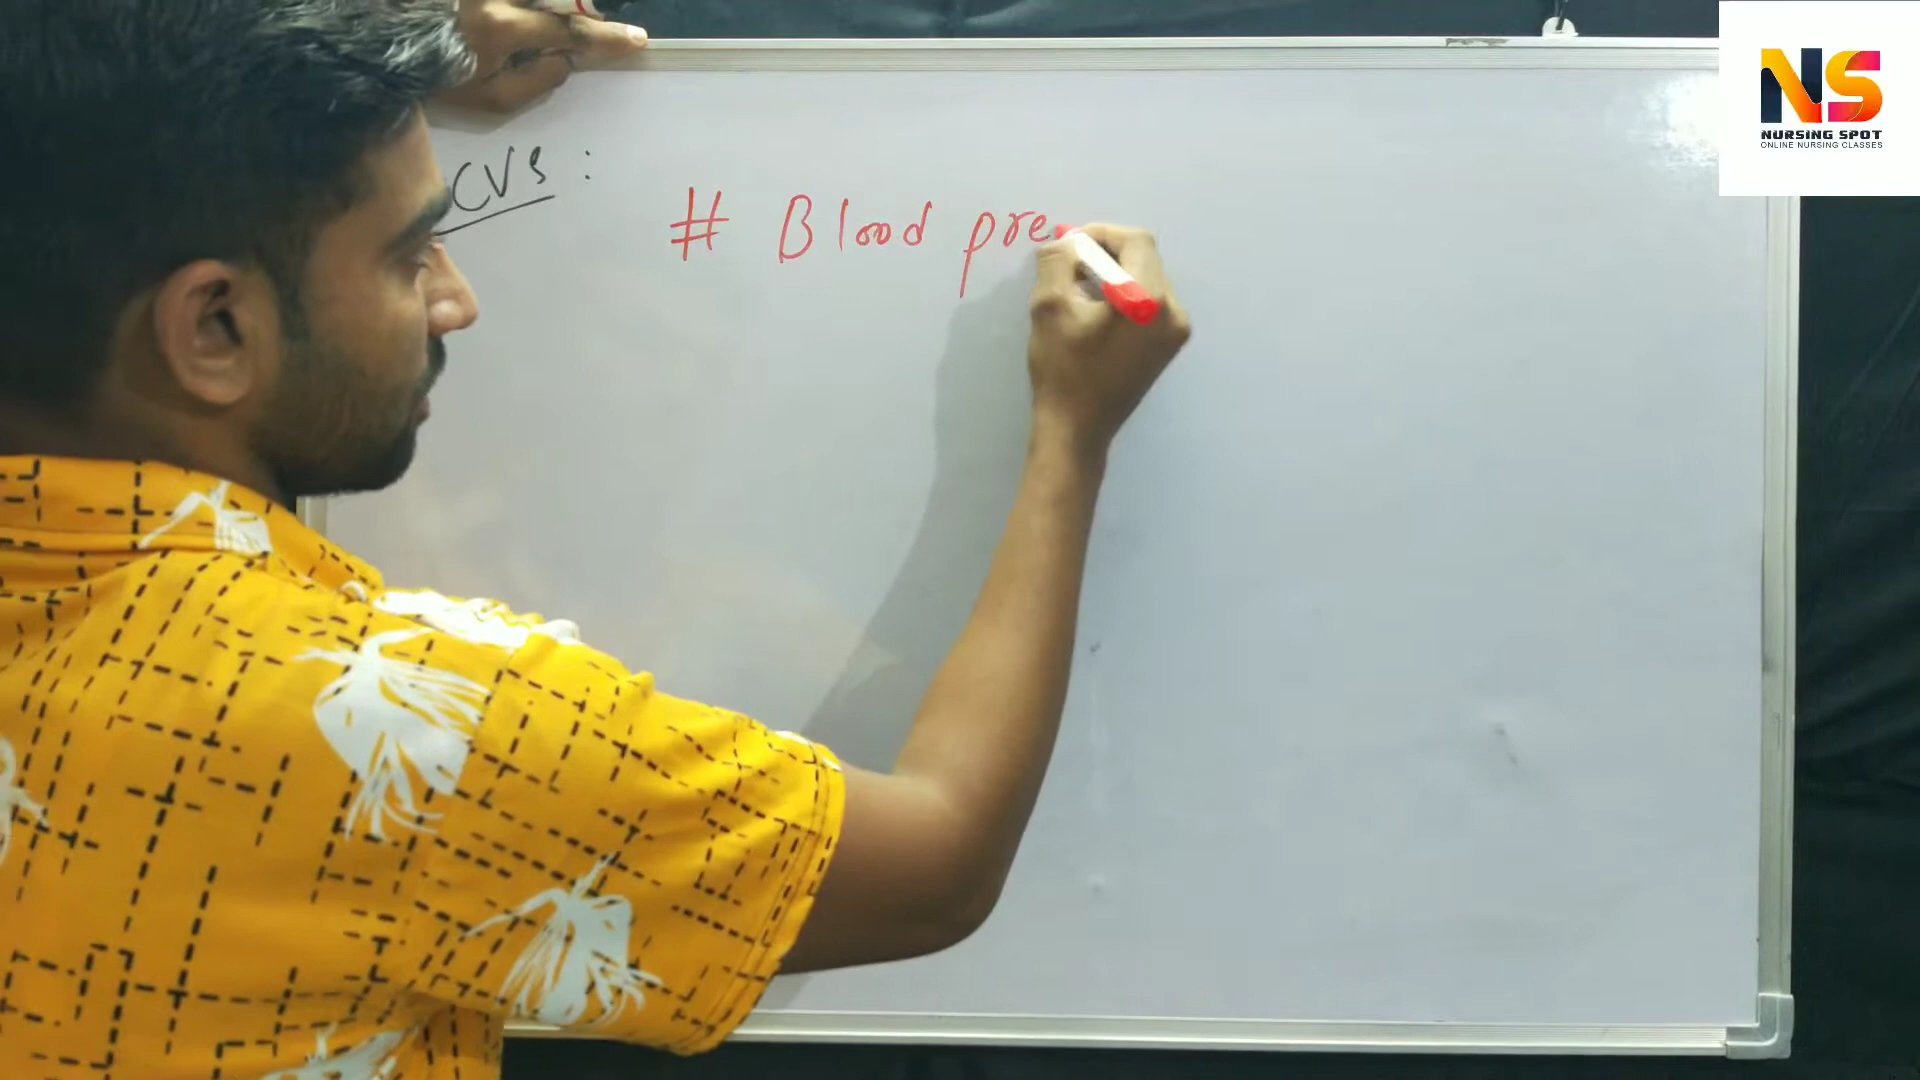 CVS :
# Blood pre
NS
NURSING SPOT
ONLINE NURSING CLASSES